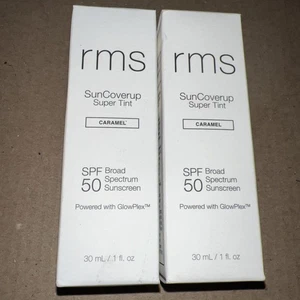 rms
SunCoverup
Super Tint
CARAMEL
SPF 50
Broad
Spectrum
Sunscreen
Powered with GlowPlex™
30 mL / 1 fl. oz
rms
SunCoverup
Super Tint
CARAMEL
SPF 50
Broad
Spectrum
Sunscreen
Powered with GlowPlex™
30 mL / 1 fl. oz